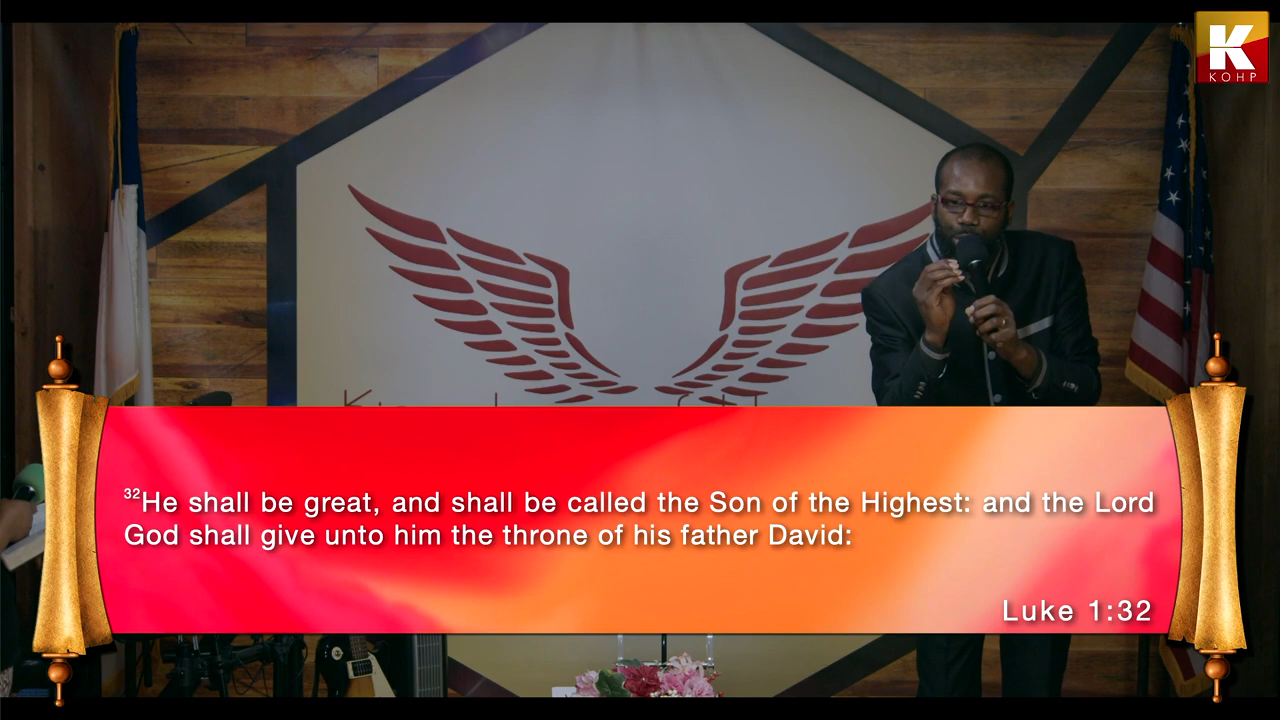 K
KOHP
³²He shall be great, and shall be called the Son of the Highest: and the Lord
God shall give unto him the throne of his father David:
Luke 1:32